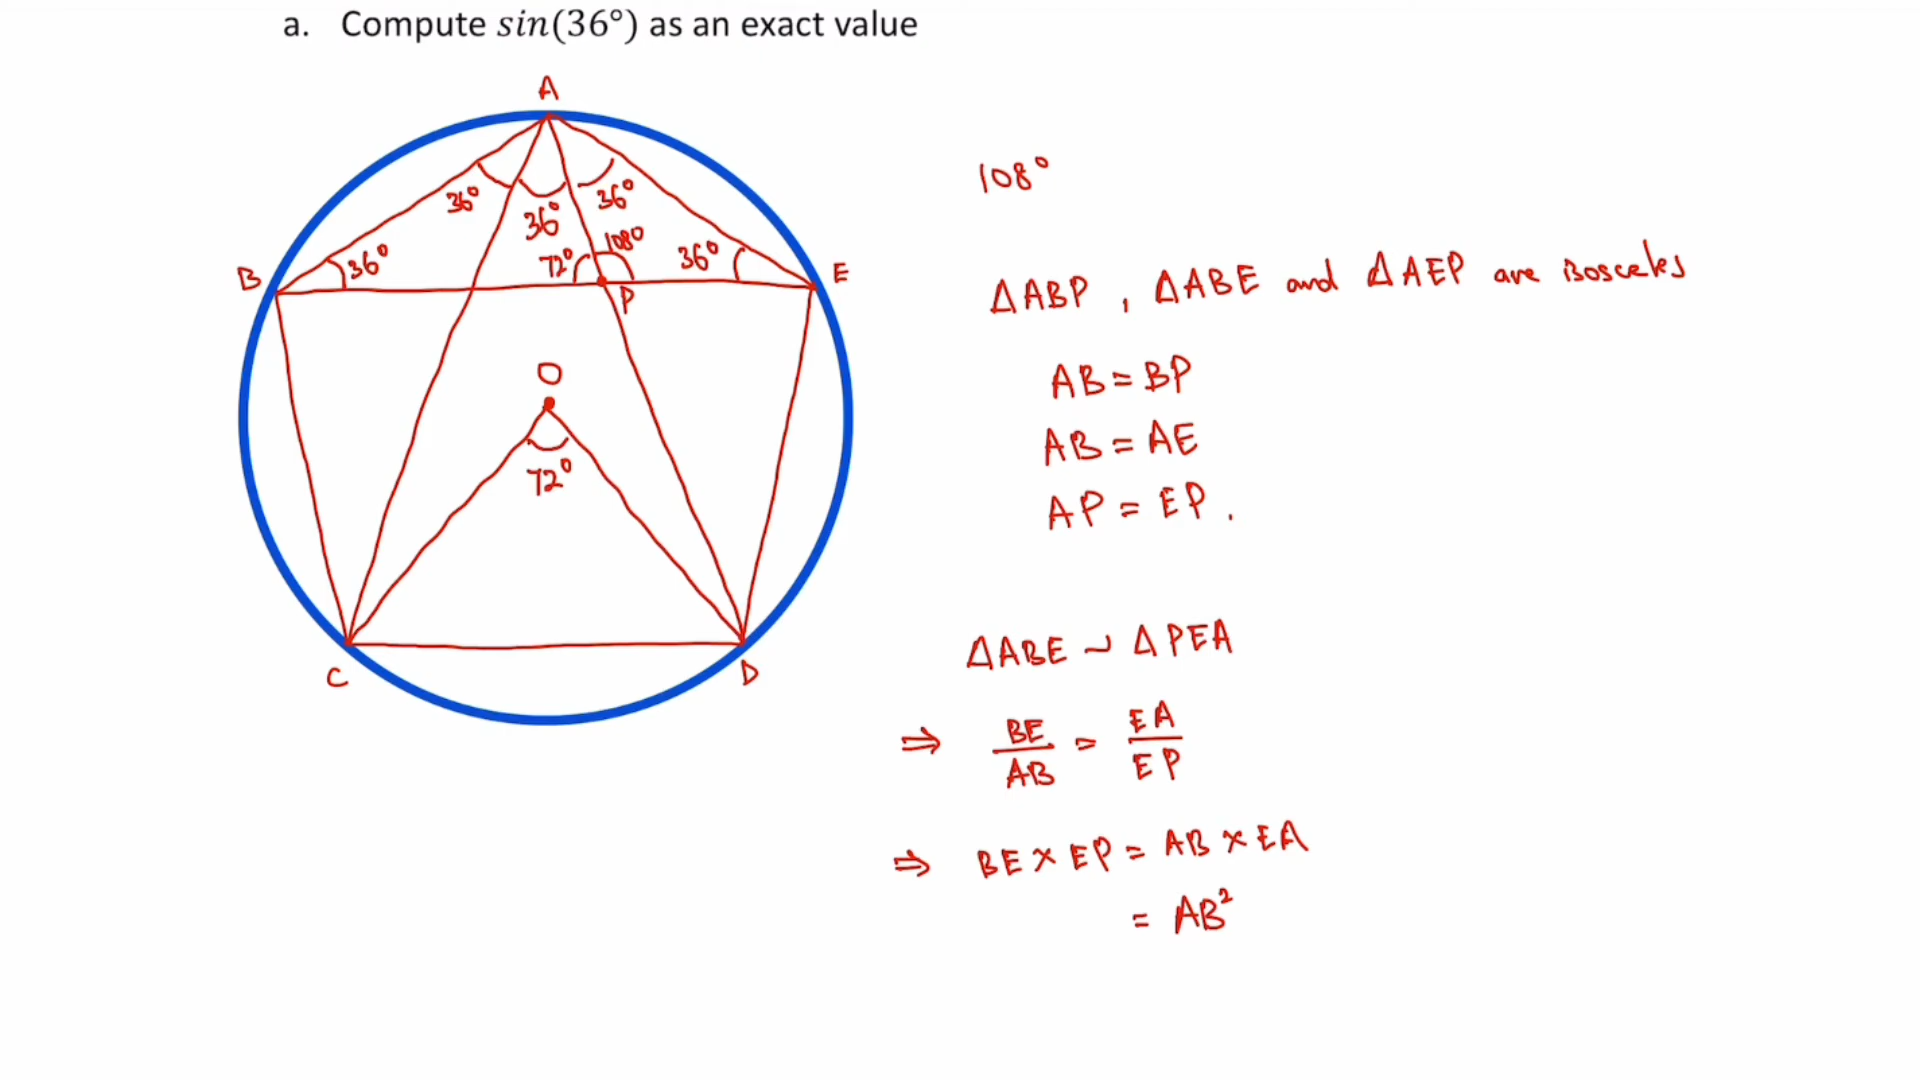 a. Compute sin(36°) as an exact value
A
108°
36° 36° 36°
B 36° 72° 108° 36° E
P
ΔABP , ΔABE and ΔAEP are isosceles
O
AB = BP
AB = AE
72°
AP = EP .
C D
ΔABE ~ ΔPEA
⇒ BE/AB = EA/EP
⇒ BE × EP = AB × EA
= AB²